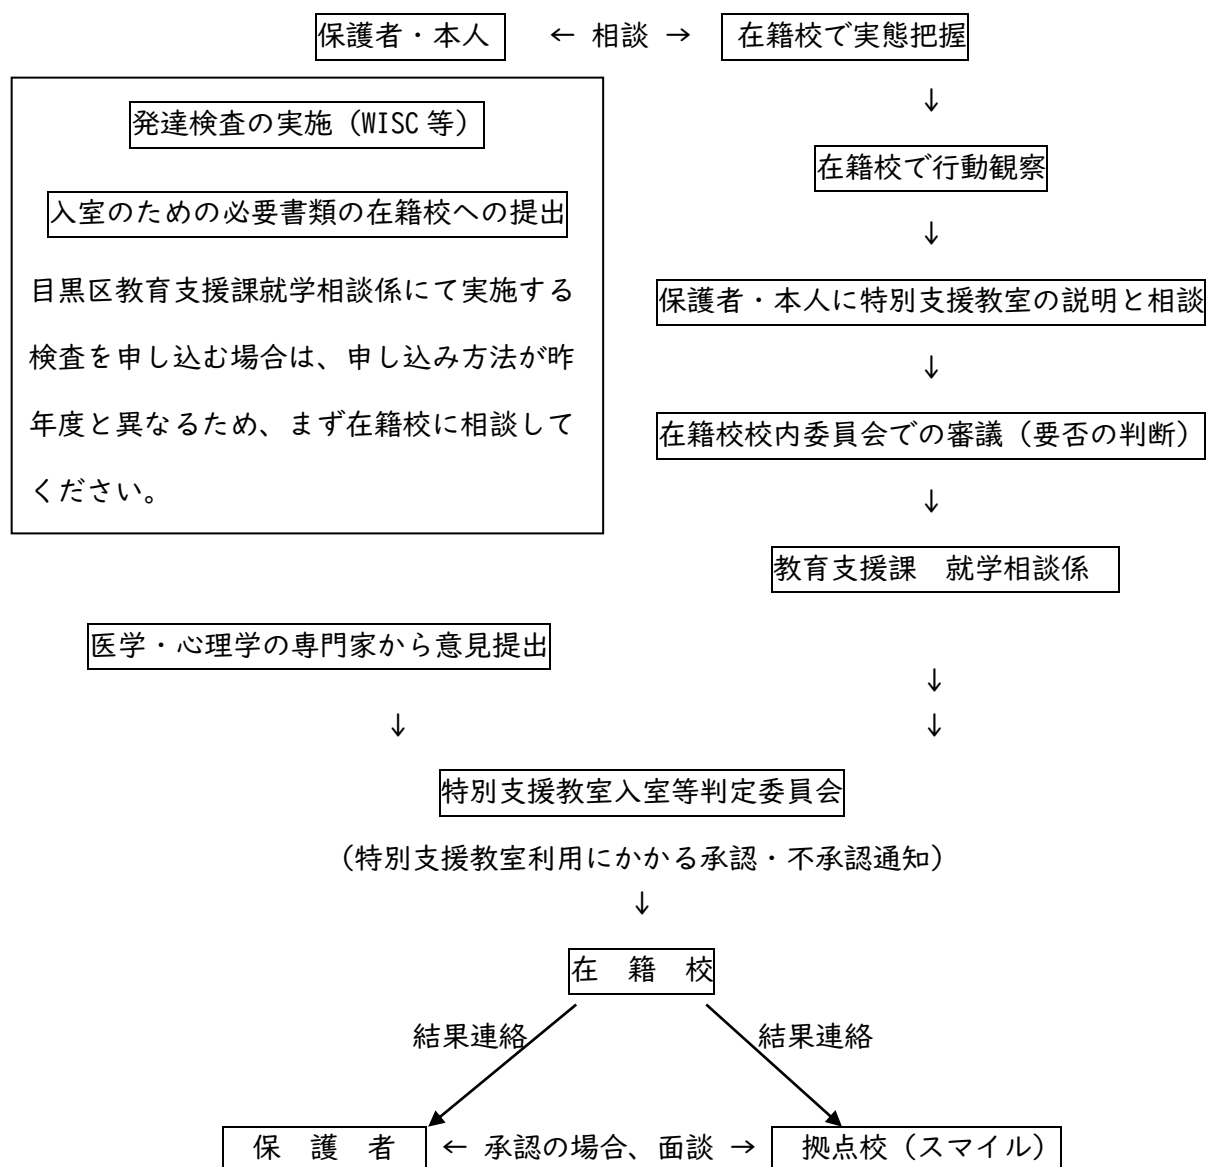 保護者・本人 ← 相談 → 在籍校で実態把握
発達検査の実施（WISC等）
入室のための必要書類の在籍校への提出
目黒区教育支援課就学相談係にて実施する
検査を申し込む場合は、申し込み方法が昨
年度と異なるため、まず在籍校に相談して
ください。
↓
在籍校で行動観察
↓
保護者・本人に特別支援教室の説明と相談
↓
在籍校校内委員会での審議（要否の判断）
↓
教育支援課　就学相談係
医学・心理学の専門家から意見提出
↓
↓ ↓
特別支援教室入室等判定委員会
（特別支援教室利用にかかる承認・不承認通知）
↓
在　籍　校
結果連絡 結果連絡
保　護　者 ← 承認の場合、面談 → 拠点校（スマイル）